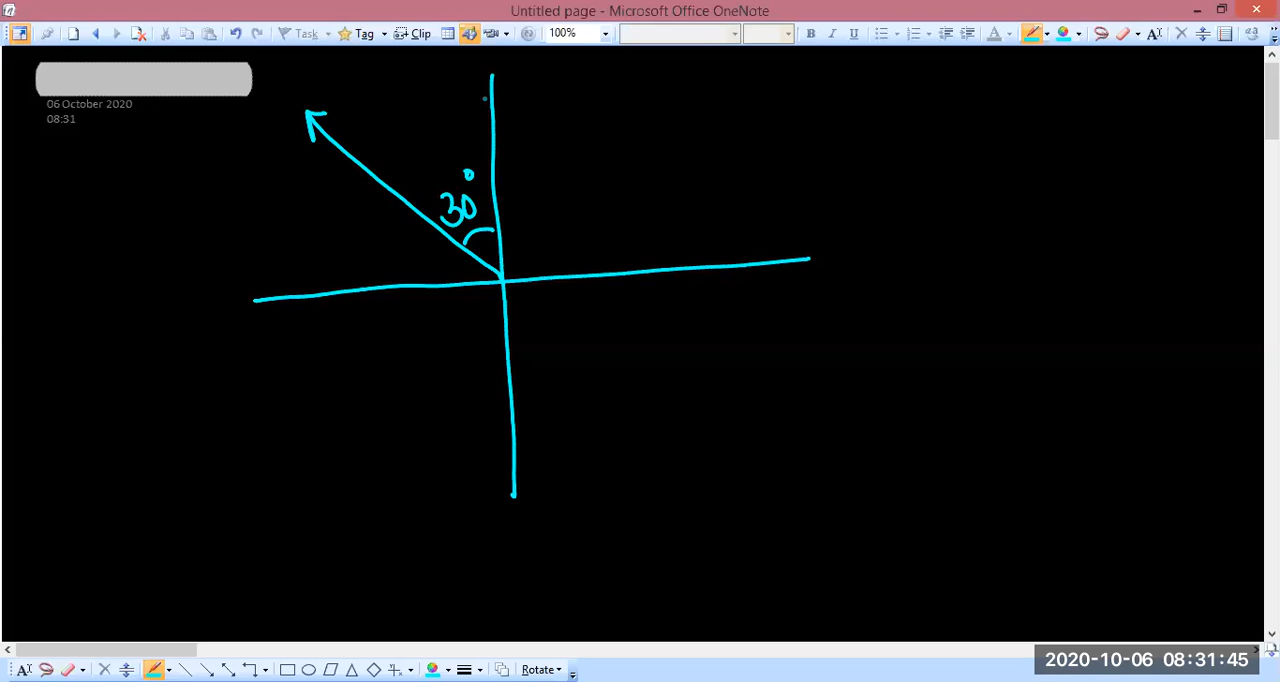 Untitled page - Microsoft Office OneNote
Task Tag Clip 100% B I U A
06 October 2020
08:31
30°
Rotate
2020-10-06 08:31:45